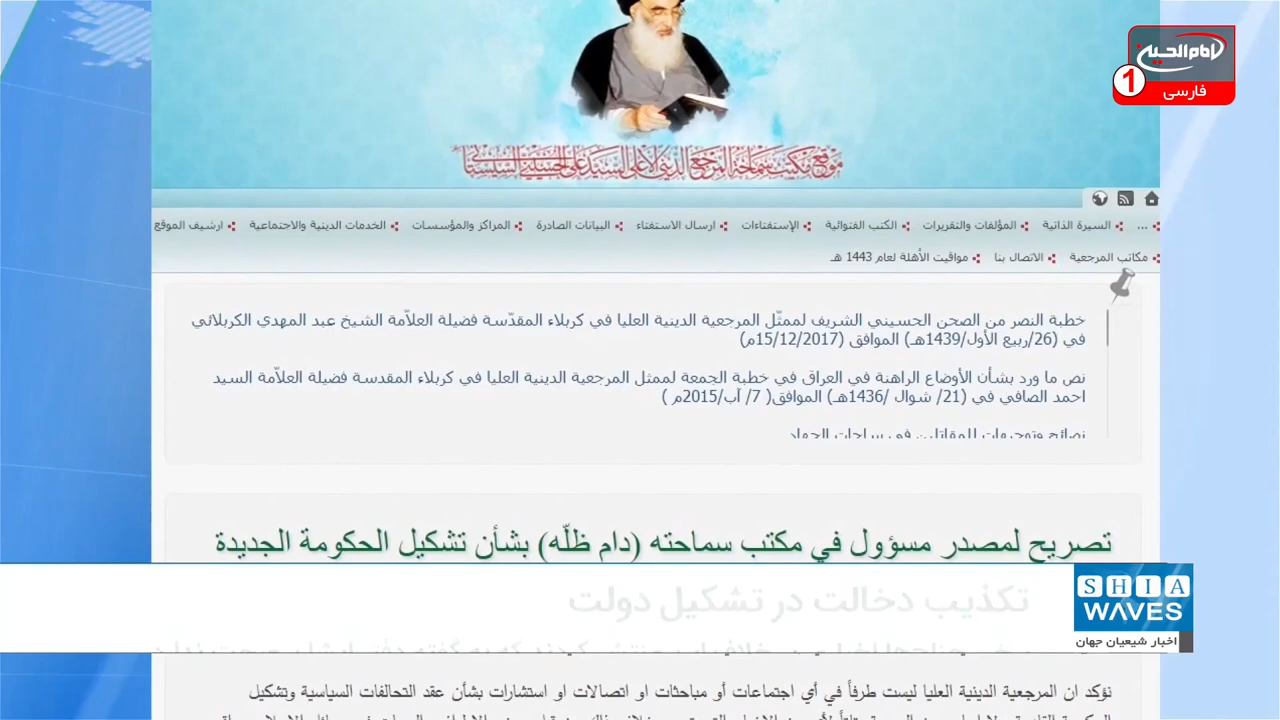 امام الحسین
1
فارسی
موقع مكتب سماحة المرجع الديني الأعلى السيد علي الحسيني السيستاني
... السيرة الذاتية المؤلفات والتقريرات الكتب الفتوائية الإستفتاءات ارسال الاستفتاء البيانات الصادرة المراكز والمؤسسات الخدمات الدينية والاجتماعية ارشيف الموقع
مكاتب المرجعية الاتصال بنا مواقيت الأهلة لعام 1443 هـ
خطبة النصر من الصحن الحسيني الشريف لممثّل المرجعية الدينية العليا في كربلاء المقدّسة فضيلة العلاّمة الشيخ عبد المهدي الكربلائي
في (26/ربيع الأول/1439هـ) الموافق (15/12/2017م)
نص ما ورد بشأن الأوضاع الراهنة في العراق في خطبة الجمعة لممثل المرجعية الدينية العليا في كربلاء المقدسة فضيلة العلاّمة السيد
احمد الصافي في (21/ شوال /1436هـ) الموافق( 7/ آب/2015م )
نصائح وتوجيهات للمقاتلين في ساحات الجهاد
تصريح لمصدر مسؤول في مكتب سماحته (دام ظلّه) بشأن تشكيل الحكومة الجديدة
تکذیب دخالت در تشکیل دولت
SHIA
WAVES
اخبار شیعیان جهان
نؤكد ان المرجعية الدينية العليا ليست طرفاً في أي اجتماعات أو مباحثات او اتصالات او استشارات بشأن عقد التحالفات السياسية وتشكيل